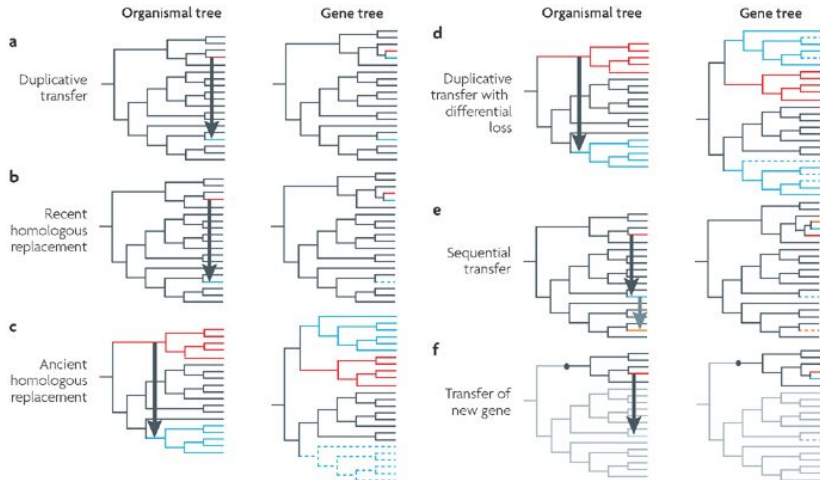 Organismal tree
Gene tree
a
Duplicative
transfer
b
Recent
homologous
replacement
c
Ancient
homologous
replacement
Organismal tree
Gene tree
d
Duplicative
transfer with
differential
loss
e
Sequential
transfer
f
Transfer of
new gene